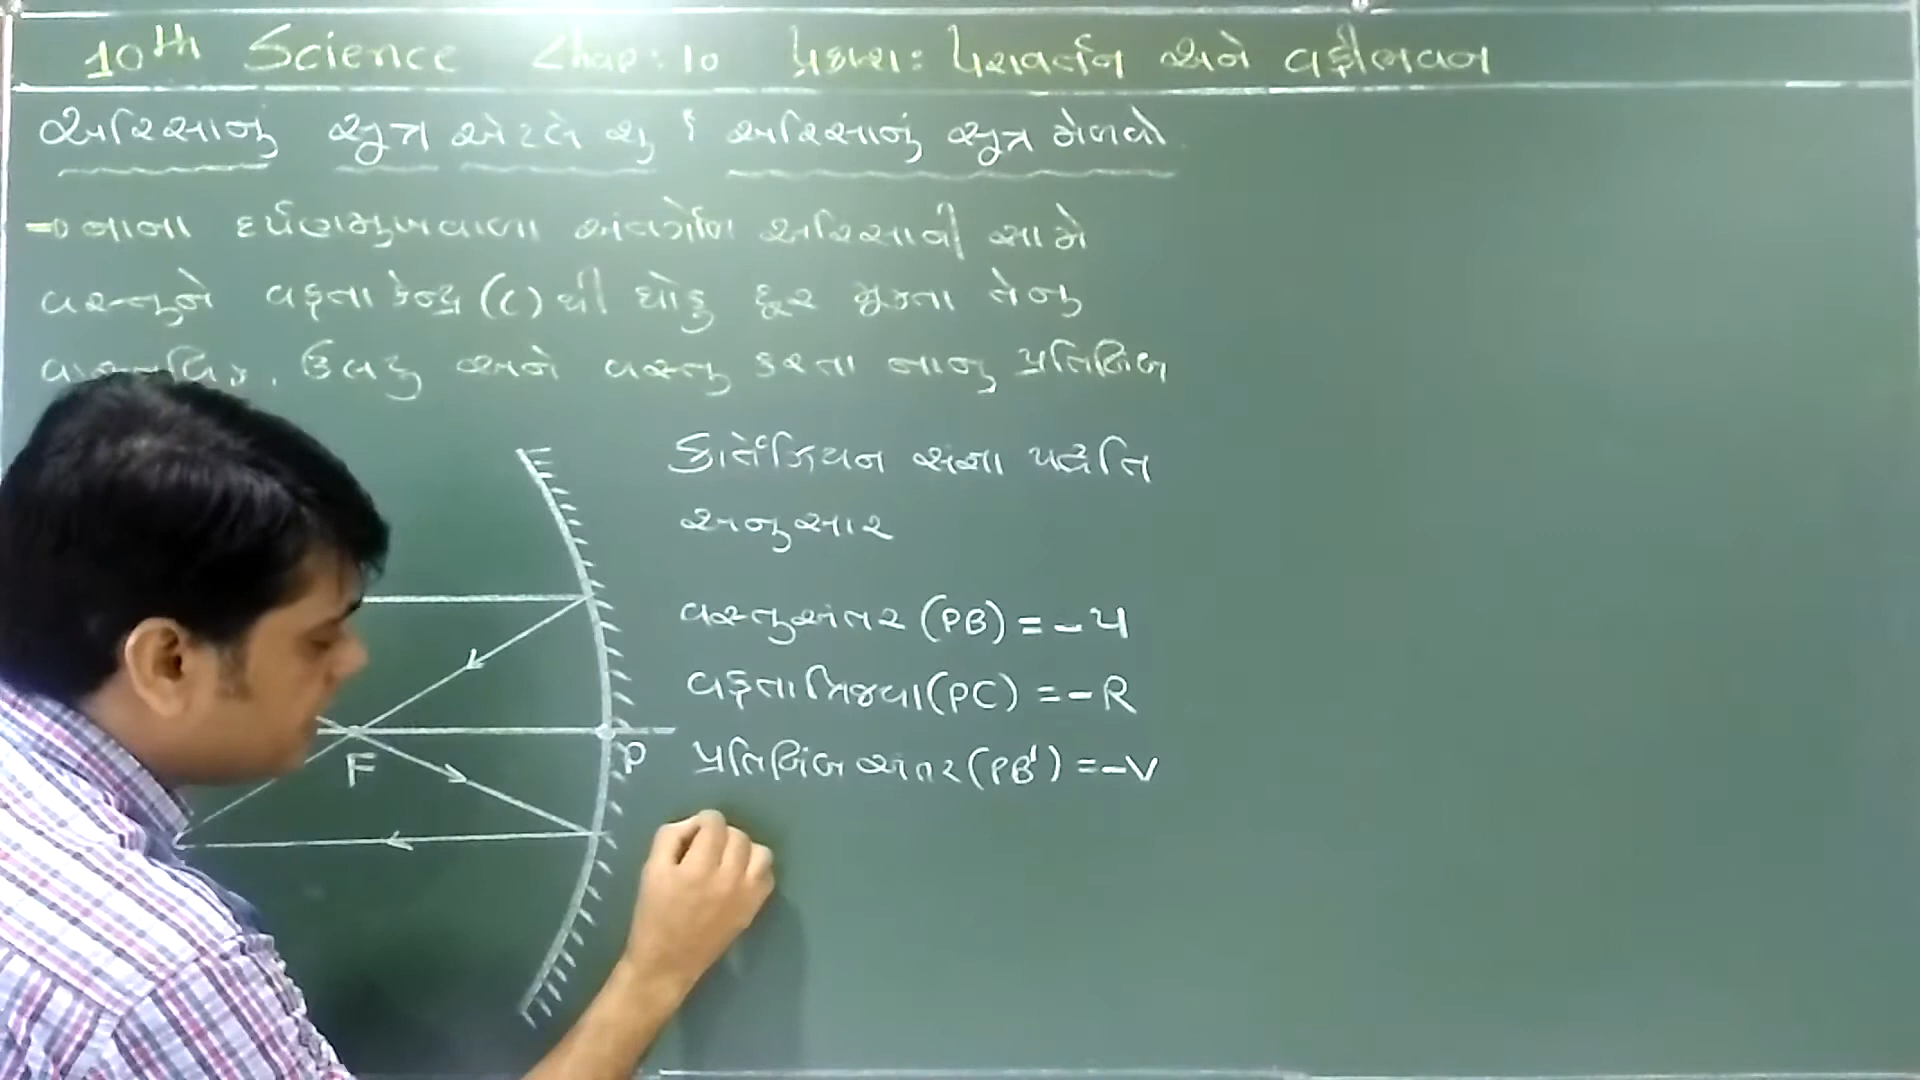 10th Science Chap: 10 પ્રકાશ: પરાવર્તન અને વક્રીભવન
અરિસાનું સુત્ર એટલે શુ ? અરિસાનું સુત્ર મેળવો.
→ નાના દર્પણમુખવાળા અંતર્ગોળ અરિસાની સામે
વસ્તુને વક્રતા કેન્દ્ર (C) થી થોડુ દૂર મુકતા તેનુ
ઉલટુ અને વસ્તુ કરતા નાનુ પ્રતિબિંબ
કાર્તેઝિયન સંજ્ઞા પદ્ધતિ
અનુસાર
વસ્તુઅંતર (PB) = -u
વક્રતાત્રિજ્યા (PC) = -R
પ્રતિબિંબ અંતર (PB') = -V
F
P